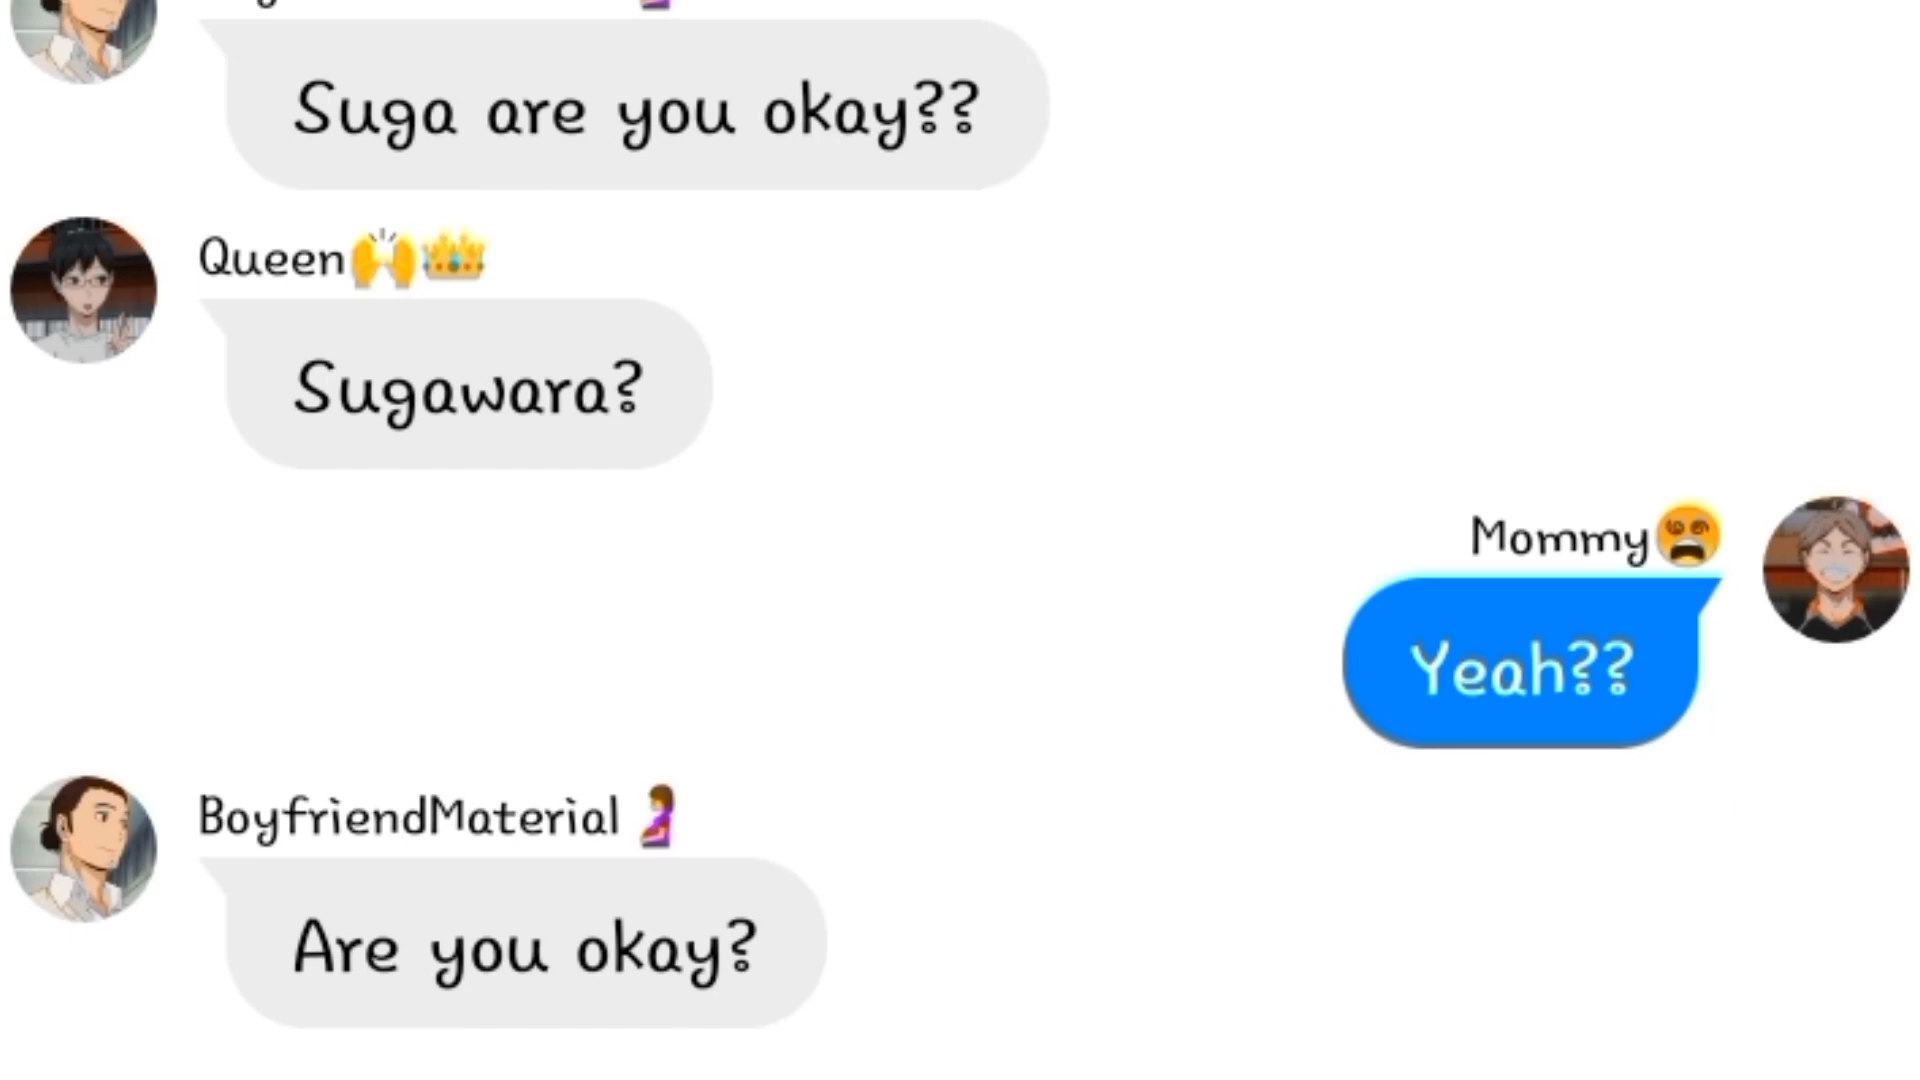 Suga are you okay??
Queen🙌👑
Sugawara?
Mommy😵
Yeah??
BoyfriendMaterial 🤰
Are you okay?